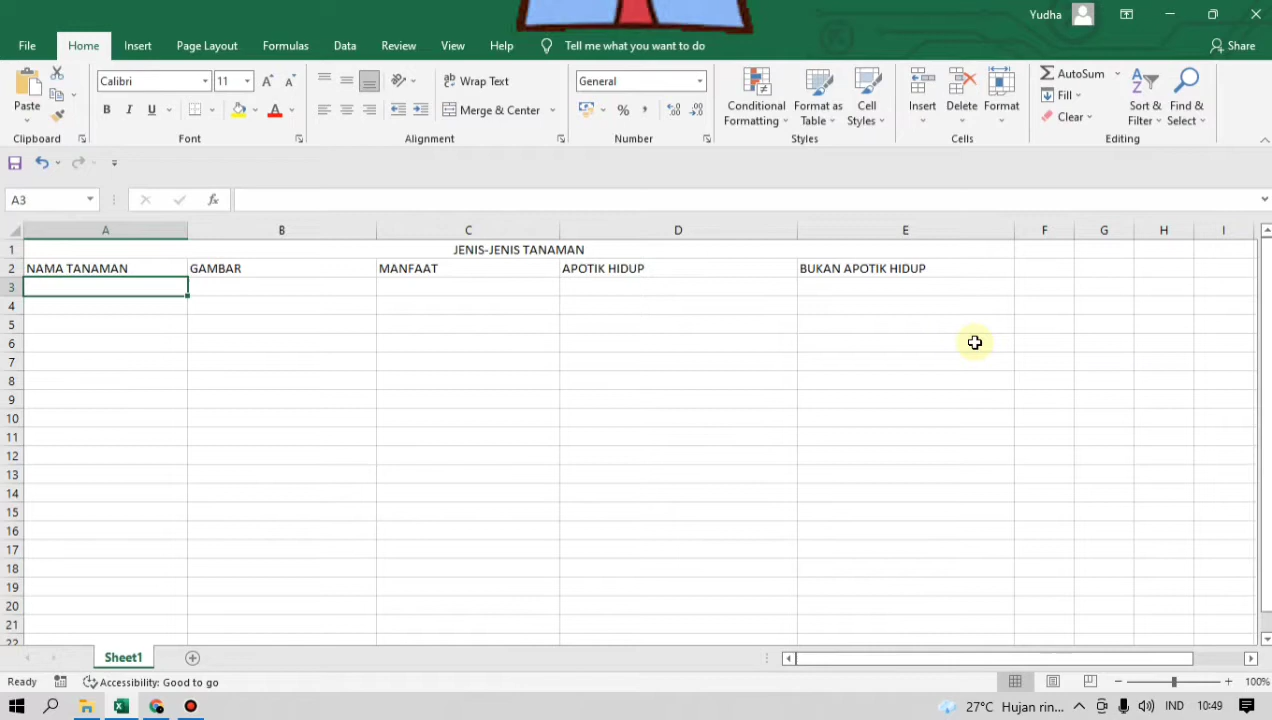 Yudha
File Home Insert Page Layout Formulas Data Review View Help Tell me what you want to do Share
Paste
Clipboard
Calibri 11
B I U
A
Font
ab Wrap Text
Merge & Center
Alignment
General
%
Number
Conditional Formatting
Format as Table
Cell Styles
Styles
Insert
Delete
Format
Cells
AutoSum
Fill
Clear
Sort & Filter
Find & Select
Editing
A3
fx
A B C D E F G H I
1 JENIS-JENIS TANAMAN
2 NAMA TANAMAN GAMBAR MANFAAT APOTIK HIDUP BUKAN APOTIK HIDUP
3
4
5
6
7
8
9
10
11
12
13
14
15
16
17
18
19
20
21
22
Sheet1
Ready Accessibility: Good to go 100%
27°C Hujan rin... IND 10:49